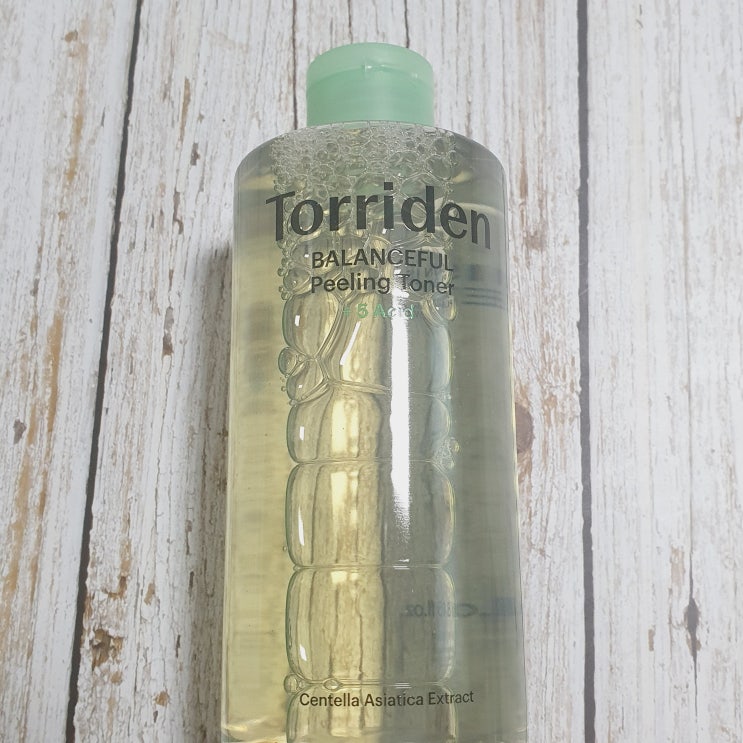 Torriden
BALANCEFUL
Peeling Toner
+ 5 Acid
Centella Asiatica Extract